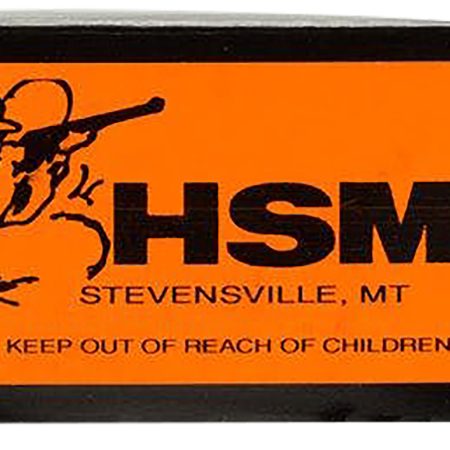 HSM
STEVENSVILLE, MT
KEEP OUT OF REACH OF CHILDREN